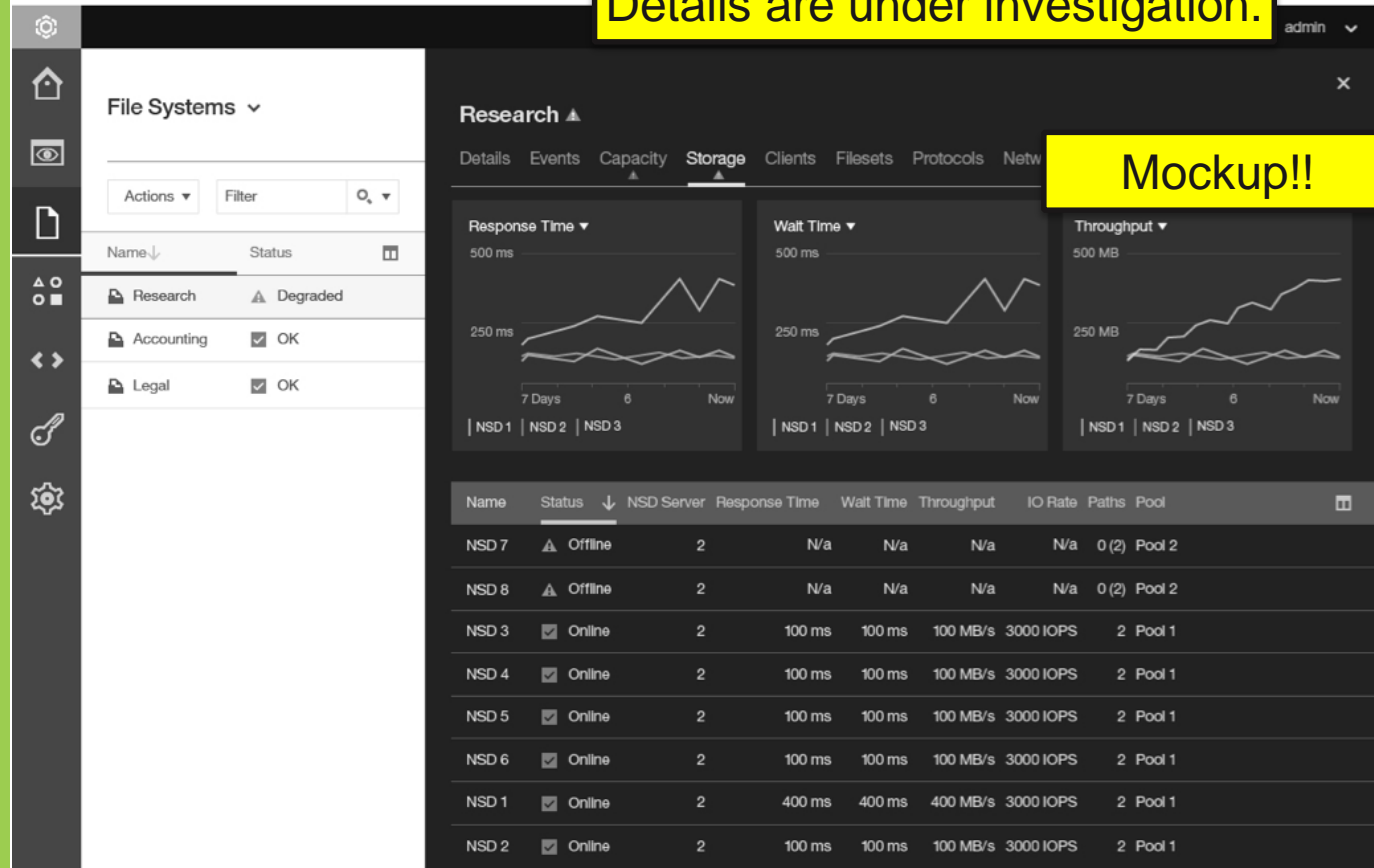 Details are under investigation.
admin
File Systems
Research
Details Events Capacity Storage Clients Filesets Protocols Netw
Mockup!!
Actions Filter
Name Status
Research Degraded
Accounting OK
Legal OK
Response Time
500 ms
250 ms
7 Days 6 Now
NSD 1 NSD 2 NSD 3
Wait Time
500 ms
250 ms
7 Days 6 Now
NSD 1 NSD 2 NSD 3
Throughput
500 MB
250 MB
7 Days 6 Now
NSD 1 NSD 2 NSD 3
Name Status NSD Server Response Time Wait Time Throughput IO Rate Paths Pool
NSD 7 Offline 2 N/a N/a N/a N/a 0 (2) Pool 2
NSD 8 Offline 2 N/a N/a N/a N/a 0 (2) Pool 2
NSD 3 Online 2 100 ms 100 ms 100 MB/s 3000 IOPS 2 Pool 1
NSD 4 Online 2 100 ms 100 ms 100 MB/s 3000 IOPS 2 Pool 1
NSD 5 Online 2 100 ms 100 ms 100 MB/s 3000 IOPS 2 Pool 1
NSD 6 Online 2 100 ms 100 ms 100 MB/s 3000 IOPS 2 Pool 1
NSD 1 Online 2 400 ms 400 ms 400 MB/s 3000 IOPS 2 Pool 1
NSD 2 Online 2 100 ms 100 ms 100 MB/s 3000 IOPS 2 Pool 1